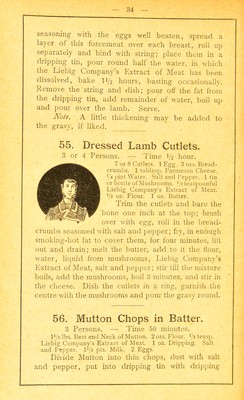 — 34 —
seasoning with the eggs well beaten, spread a
layer of this forcemeat over each breast, roll up
separately and bind with string; place them in a
dripping tin, pour round half the water, in which
the Liebig Company's Extract of Meat has been
dissolved, bake 1½ hours, basting occasionally.
Remove the string and dish; pour off the fat from
the dripping tin, add remainder of water, boil up
and pour over the lamb. Serve.
Note. A little thickening may be added to
the gravy, if liked.
55. Dressed Lamb Cutlets.
3 or 4 Persons. — Time ½ hour.
7 or 8 Cutlets. 1 Egg. 3 ozs. Bread-
crumbs. 1 tablesp. Parmesan Cheese.
pint Water. Salt and Pepper. 1 tin
or bottle of Mushrooms. teaspoonful
Liebig Company's Extract of Meat.
oz. Flour. 1 oz. Butter.
Trim the cutlets and bare the
bone one inch at the top; brush
over with egg, roll in the bread-
crumbs seasoned with salt and pepper; fry, in enough
smoking-hot fat to cover them, for four minutes, lift
out and drain; melt the butter, add to it the flour,
water, liquid from mushrooms, Liebig Company's
Extract of Meat, salt and pepper; stir till the mixture
boils, add the mushrooms, boil 3 minutes, and stir in
the cheese. Dish the cutlets in a ring, garnish the
centre with the mushrooms and pour the gravy round.
56. Mutton Chops in Batter.
3 Persons. — Time 50 minutes.
1½ lbs. Best end Neck of Mutton. 2 ozs. Flour. ½ teasp.
Liebig Company's Extract of Meat. 1 oz. Dripping. Salt
and Pepper. 1½ pts. Milk. 2 Eggs.
Divide Mutton into thin chops, dust with salt
and pepper, put into dripping tin with dripping